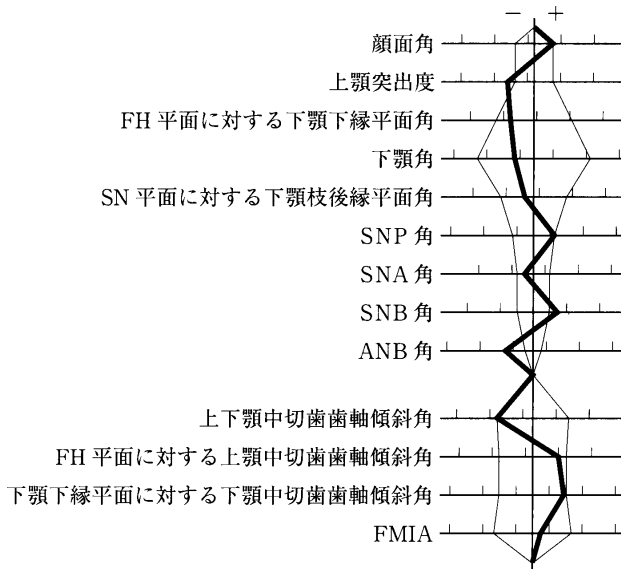 − +
顔面角
上顎突出度
FH 平面に対する下顎下縁平面角
下顎角
SN 平面に対する下顎枝後縁平面角
SNP 角
SNA 角
SNB 角
ANB 角
上下顎中切歯歯軸傾斜角
FH 平面に対する上顎中切歯歯軸傾斜角
下顎下縁平面に対する下顎中切歯歯軸傾斜角
FMIA